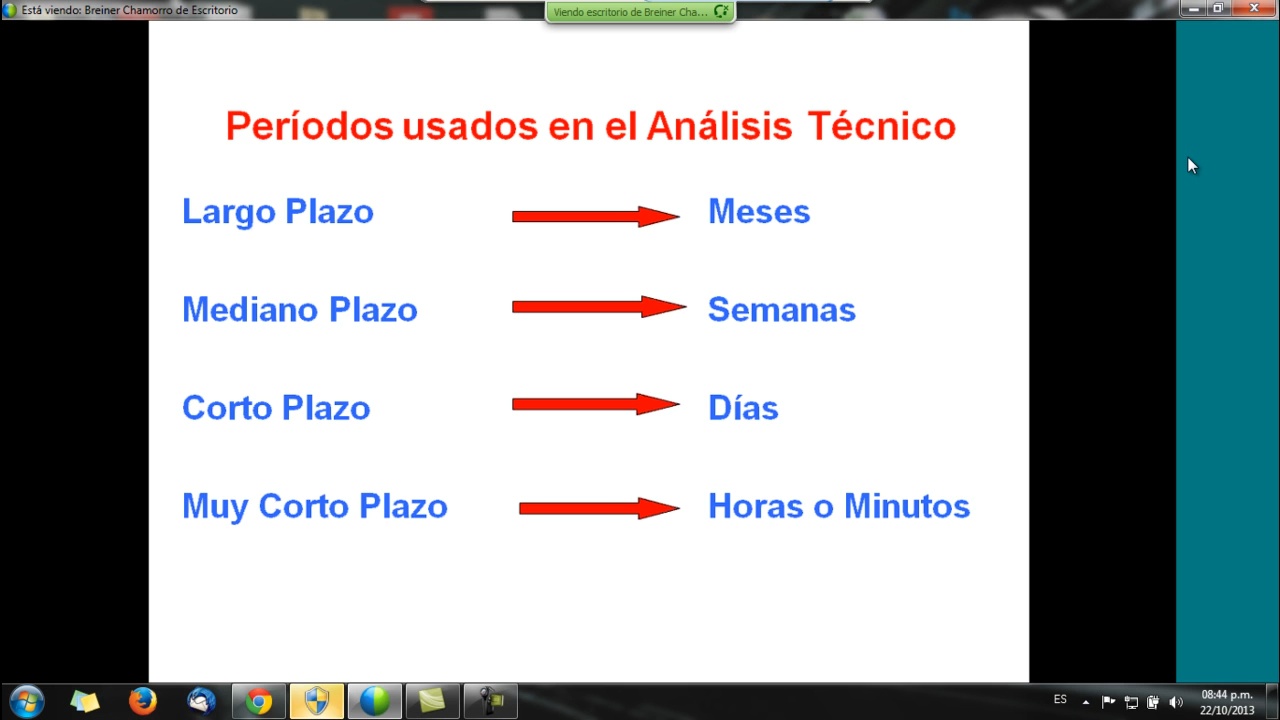 Está viendo: Breiner Chamorro de Escritorio
Viendo escritorio de Breiner Cha...
Períodos usados en el Análisis Técnico
Largo Plazo Meses
Mediano Plazo Semanas
Corto Plazo Días
Muy Corto Plazo Horas o Minutos
ES
08:44 p.m.
22/10/2013